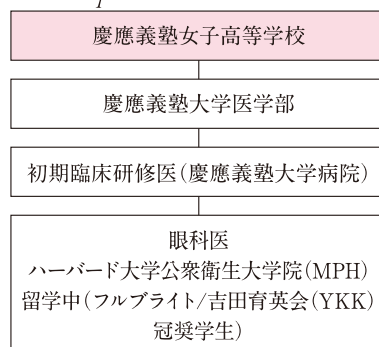 慶應義塾女子高等学校
慶應義塾大学医学部
初期臨床研修医(慶應義塾大学病院)
眼科医
ハーバード大学公衆衛生大学院(MPH)
留学中(フルブライト/吉田育英会(YKK)
冠奨学生)